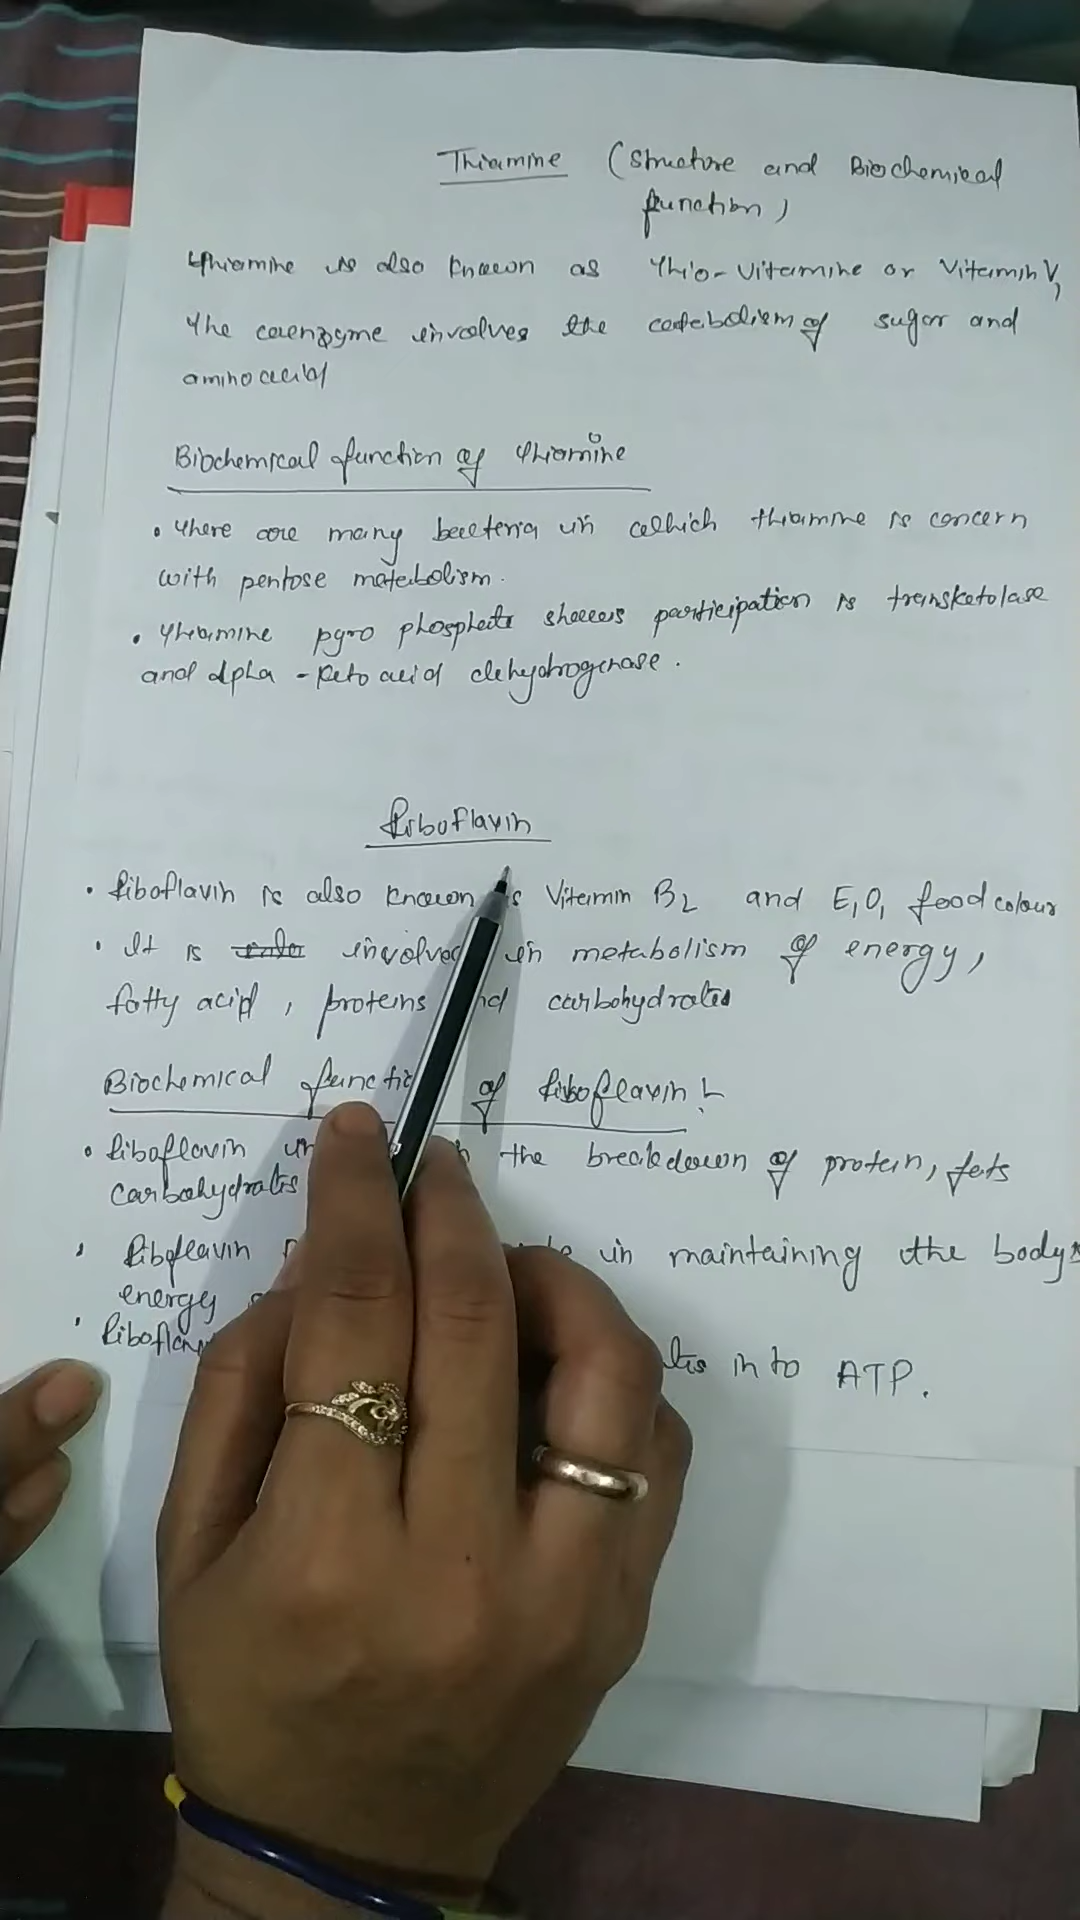 Thiamine (Structure and Biochemical
function)
Thiamine is also known as Thio-Vitamine or Vitamin V,
The coenzyme involves the catabolism of sugar and
amino acid
Biochemical function of Thiamine
• There are many bacteria in which thiamine is concern
with pentose metabolism.
• Thiamine pyro phosphate shows participation is transketolase
and alpha - keto acid dehydrogenase.
Riboflavin
• Riboflavin is also known Vitamin B2 and E,O, food colour
• It is involved in metabolism of energy,
fatty acid, proteins and carbohydrates
Biochemical function of Riboflavin:-
• Riboflavin the breakdown of protein, fats
carbohydrates
• Riboflavin in maintaining the body's
energy
• into ATP.